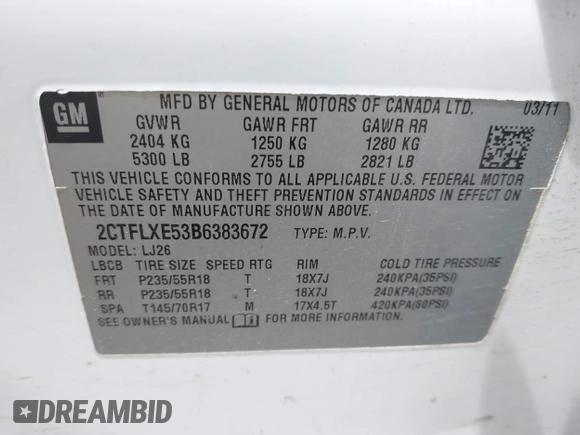 GM
MFD BY GENERAL MOTORS OF CANADA LTD. 03/11
GVWR GAWR FRT GAWR RR
2404 KG 1250 KG 1280 KG
5300 LB 2755 LB 2821 LB
THIS VEHICLE CONFORMS TO ALL APPLICABLE U.S. FEDERAL MOTOR
VEHICLE SAFETY AND THEFT PREVENTION STANDARDS IN EFFECT ON
THE DATE OF MANUFACTURE SHOWN ABOVE.
2CTFLXE53B6383672 TYPE: M.P.V.
MODEL: LJ26
LBCB TIRE SIZE SPEED RTG RIM COLD TIRE PRESSURE
FRT P235/55R18 T 18X7J 240KPA(35PSI)
RR P235/55R18 T 18X7J 240KPA(35PSI)
SPA T145/70R17 M 17X4.5T 420KPA(60PSI)
SEE OWNER'S MANUAL FOR MORE INFORMATION.
DREAMBID